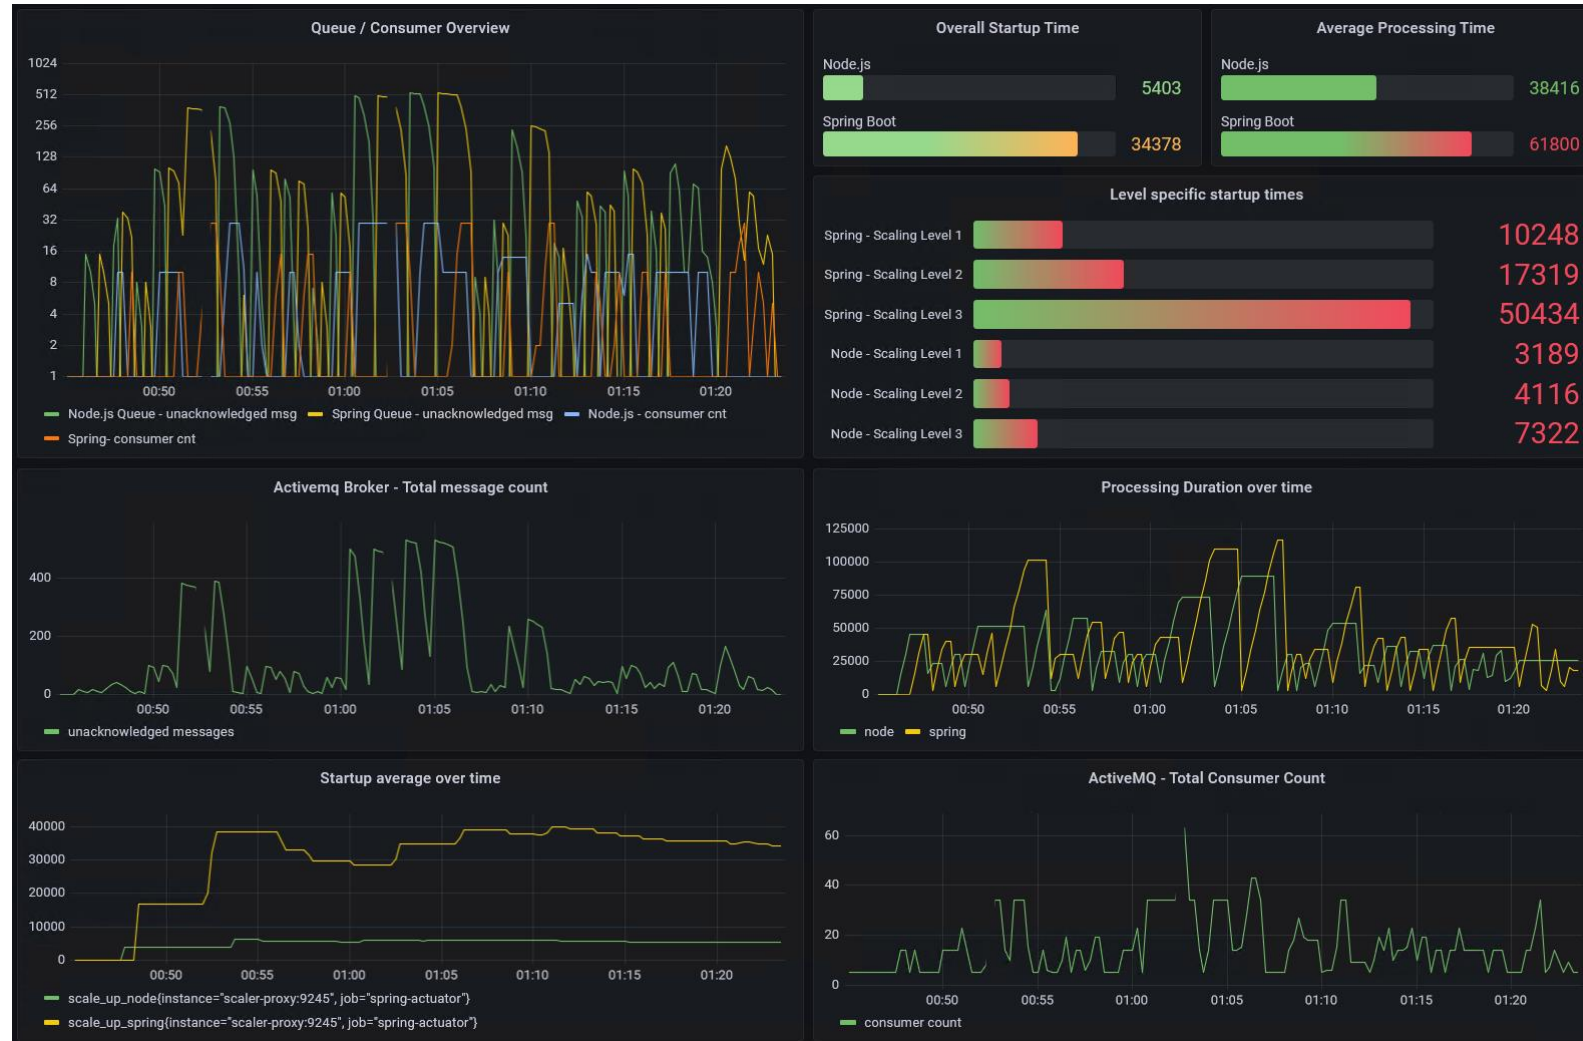 Queue / Consumer Overview
1024
512
256
128
64
32
16
8
4
2
1
00:50 00:55 01:00 01:05 01:10 01:15 01:20
Node.js Queue - unacknowledged msg Spring Queue - unacknowledged msg Node.js - consumer cnt
Spring- consumer cnt
Overall Startup Time
Node.js
5403
Spring Boot
34378
Average Processing Time
Node.js
38416
Spring Boot
61800
Level specific startup times
Spring - Scaling Level 1 10248
Spring - Scaling Level 2 17319
Spring - Scaling Level 3 50434
Node - Scaling Level 1 3189
Node - Scaling Level 2 4116
Node - Scaling Level 3 7322
Activemq Broker - Total message count
400
200
0
00:50 00:55 01:00 01:05 01:10 01:15 01:20
unacknowledged messages
Processing Duration over time
125000
100000
75000
50000
25000
0
00:50 00:55 01:00 01:05 01:10 01:15 01:20
node spring
Startup average over time
40000
30000
20000
10000
0
00:50 00:55 01:00 01:05 01:10 01:15 01:20
scale_up_node{instance="scaler-proxy:9245", job="spring-actuator"}
scale_up_spring{instance="scaler-proxy:9245", job="spring-actuator"}
ActiveMQ - Total Consumer Count
60
40
20
0
00:50 00:55 01:00 01:05 01:10 01:15 01:20
consumer count